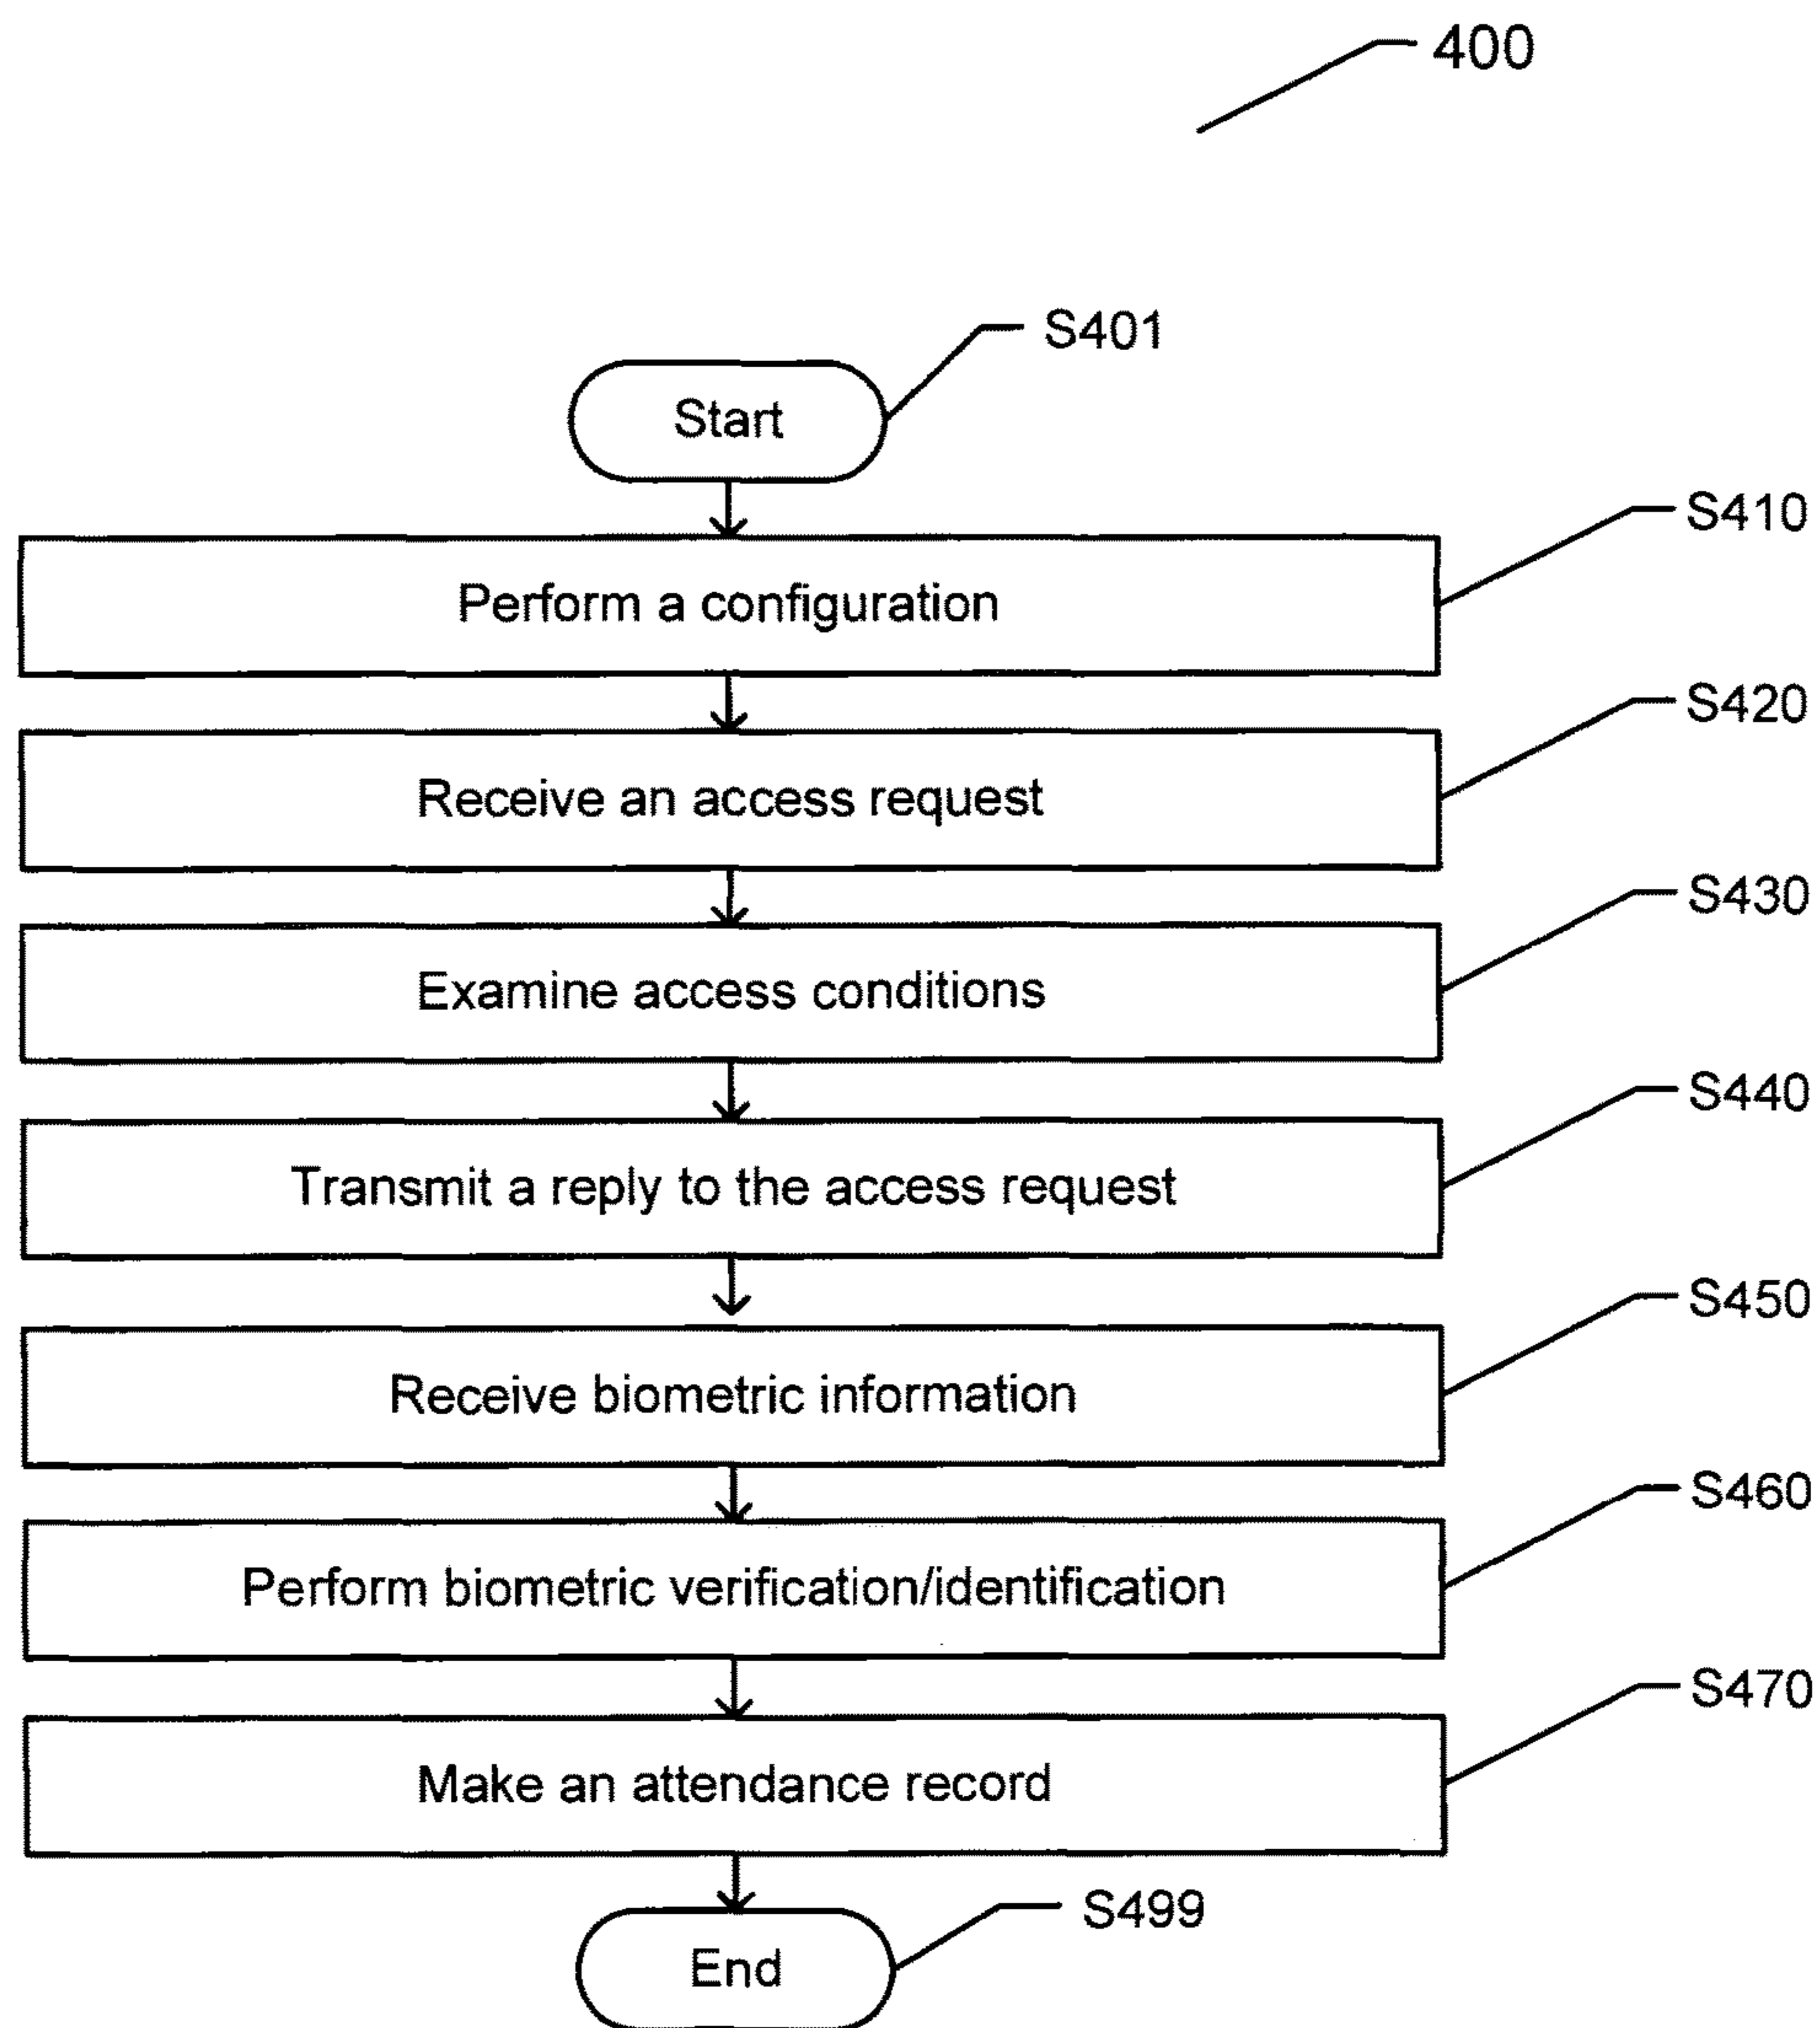 400
S401
Start
S410
Perform a configuration
S420
Receive an access request
S430
Examine access conditions
S440
Transmit a reply to the access request
S450
Receive biometric information
S460
Perform biometric verification/identification
S470
Make an attendance record
S499
End